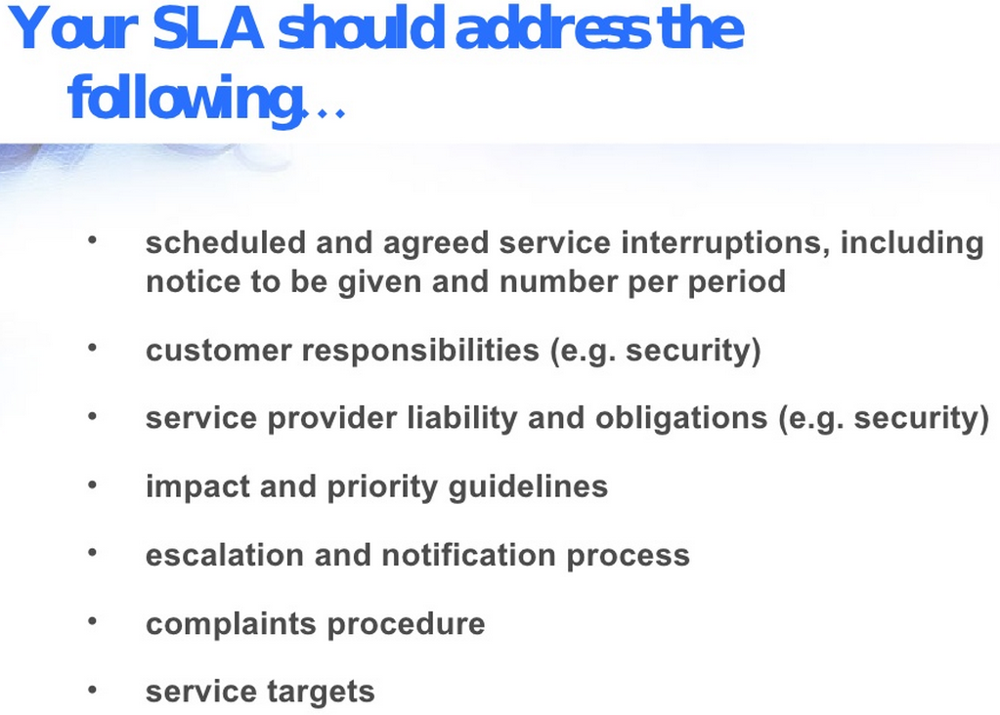 Your SLA should address the
following...
• scheduled and agreed service interruptions, including
notice to be given and number per period
• customer responsibilities (e.g. security)
• service provider liability and obligations (e.g. security)
• impact and priority guidelines
• escalation and notification process
• complaints procedure
• service targets